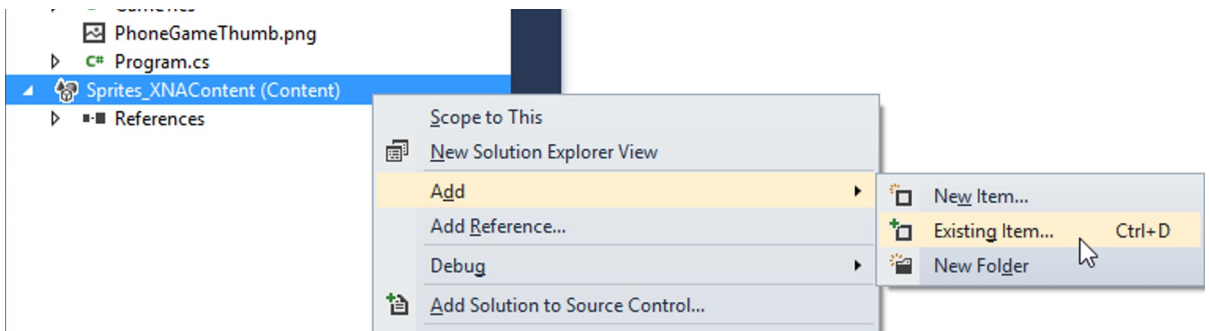 PhoneGameThumb.png
C# Program.cs
Sprites_XNAContent (Content)
References
Scope to This
New Solution Explorer View
Add
New Item...
Add Reference...
Existing Item... Ctrl+D
Debug
New Folder
Add Solution to Source Control...